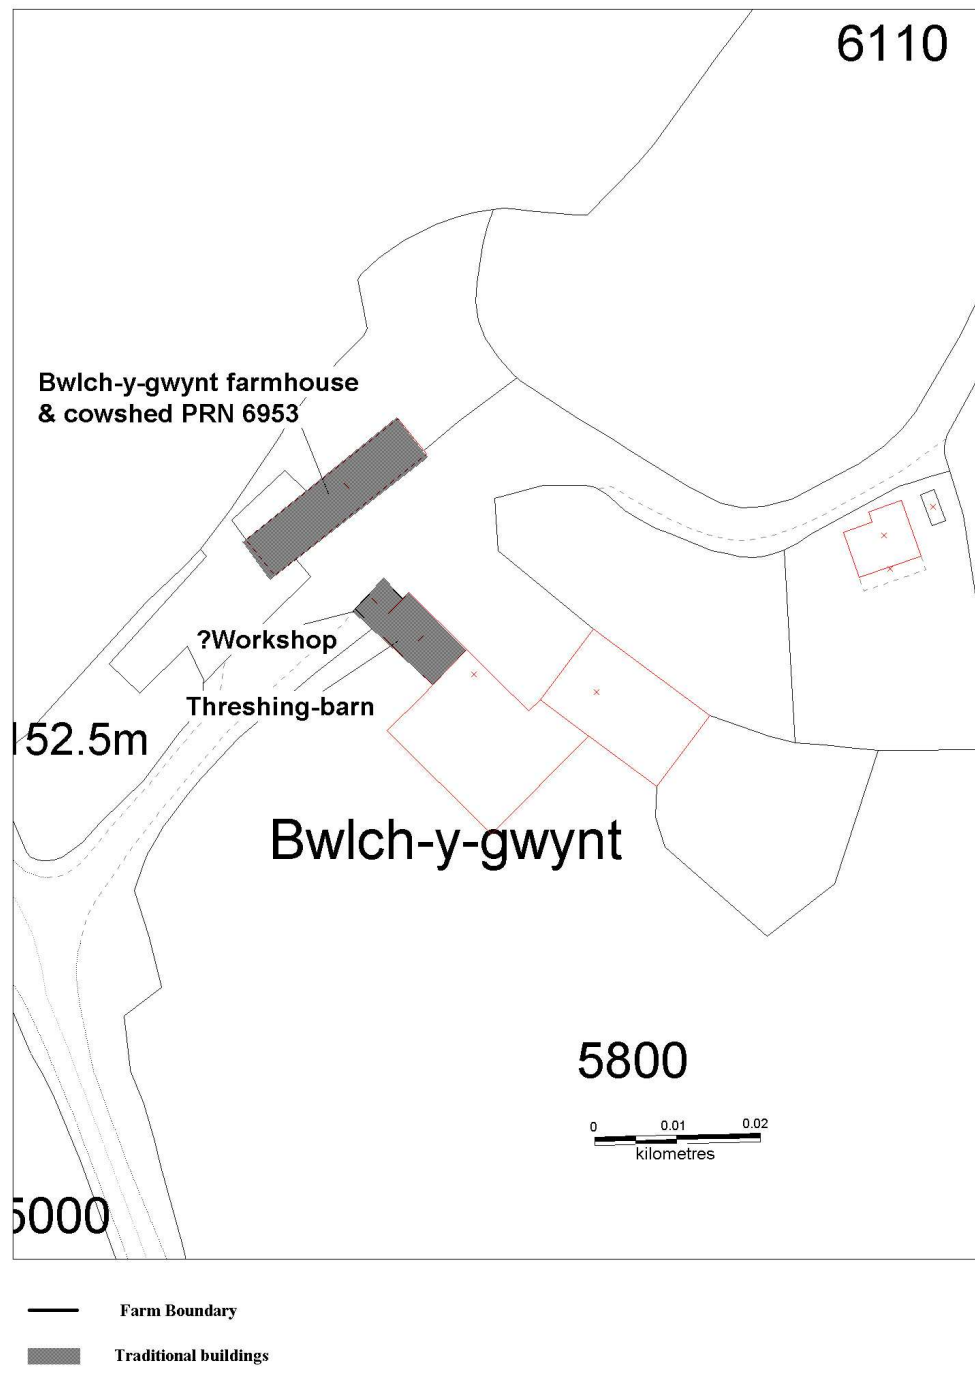 6110
Bwlch-y-gwynt farmhouse
& cowshed PRN 6953
?Workshop
Threshing-barn
152.5m
Bwlch-y-gwynt
5800
0 0.01 0.02
kilometres
5000
Farm Boundary
Traditional buildings